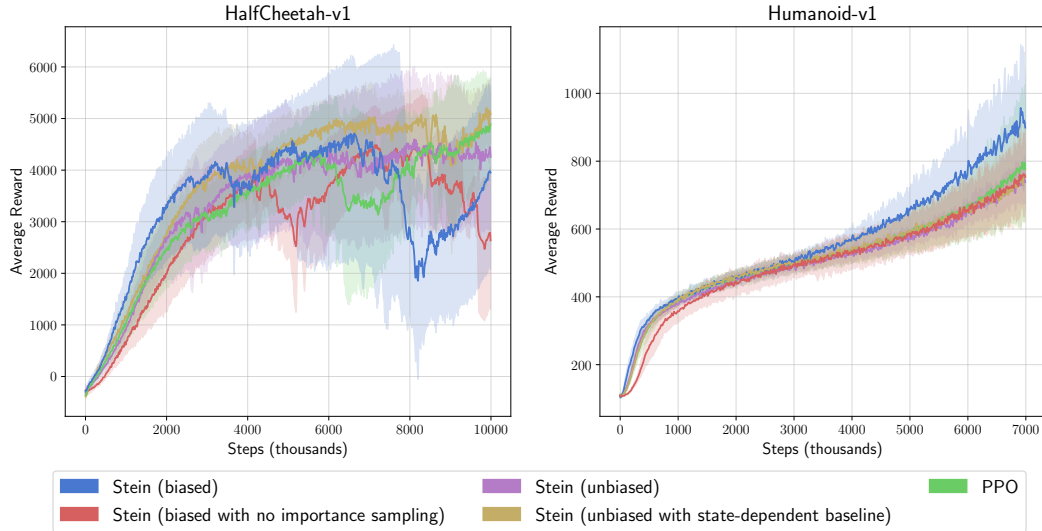 HalfCheetah-v1
Average Reward
6000
5000
4000
3000
2000
1000
0
0 2000 4000 6000 8000 10000
Steps (thousands)
Humanoid-v1
Average Reward
1000
800
600
400
200
0 1000 2000 3000 4000 5000 6000 7000
Steps (thousands)
Stein (biased)
Stein (biased with no importance sampling)
Stein (unbiased)
Stein (unbiased with state-dependent baseline)
PPO